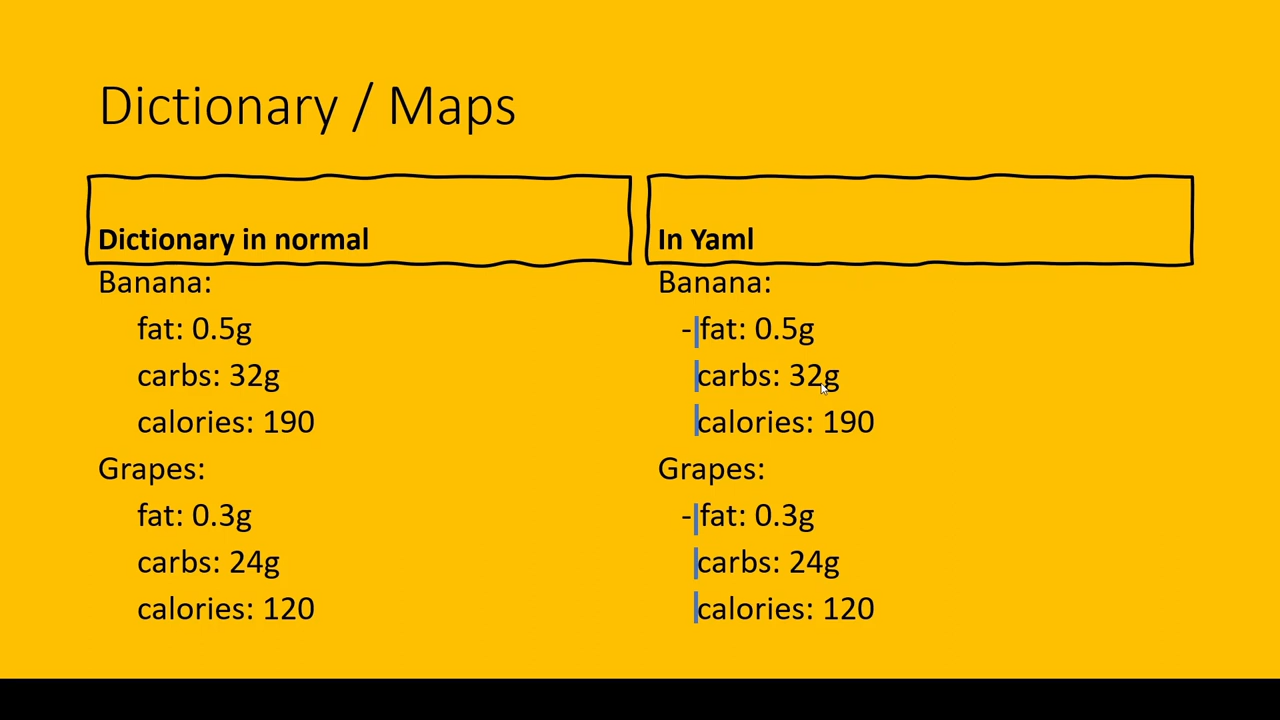 Dictionary / Maps
Dictionary in normal
Banana:
fat: 0.5g
carbs: 32g
calories: 190
Grapes:
fat: 0.3g
carbs: 24g
calories: 120
In Yaml
Banana:
- fat: 0.5g
carbs: 32g
calories: 190
Grapes:
- fat: 0.3g
carbs: 24g
calories: 120